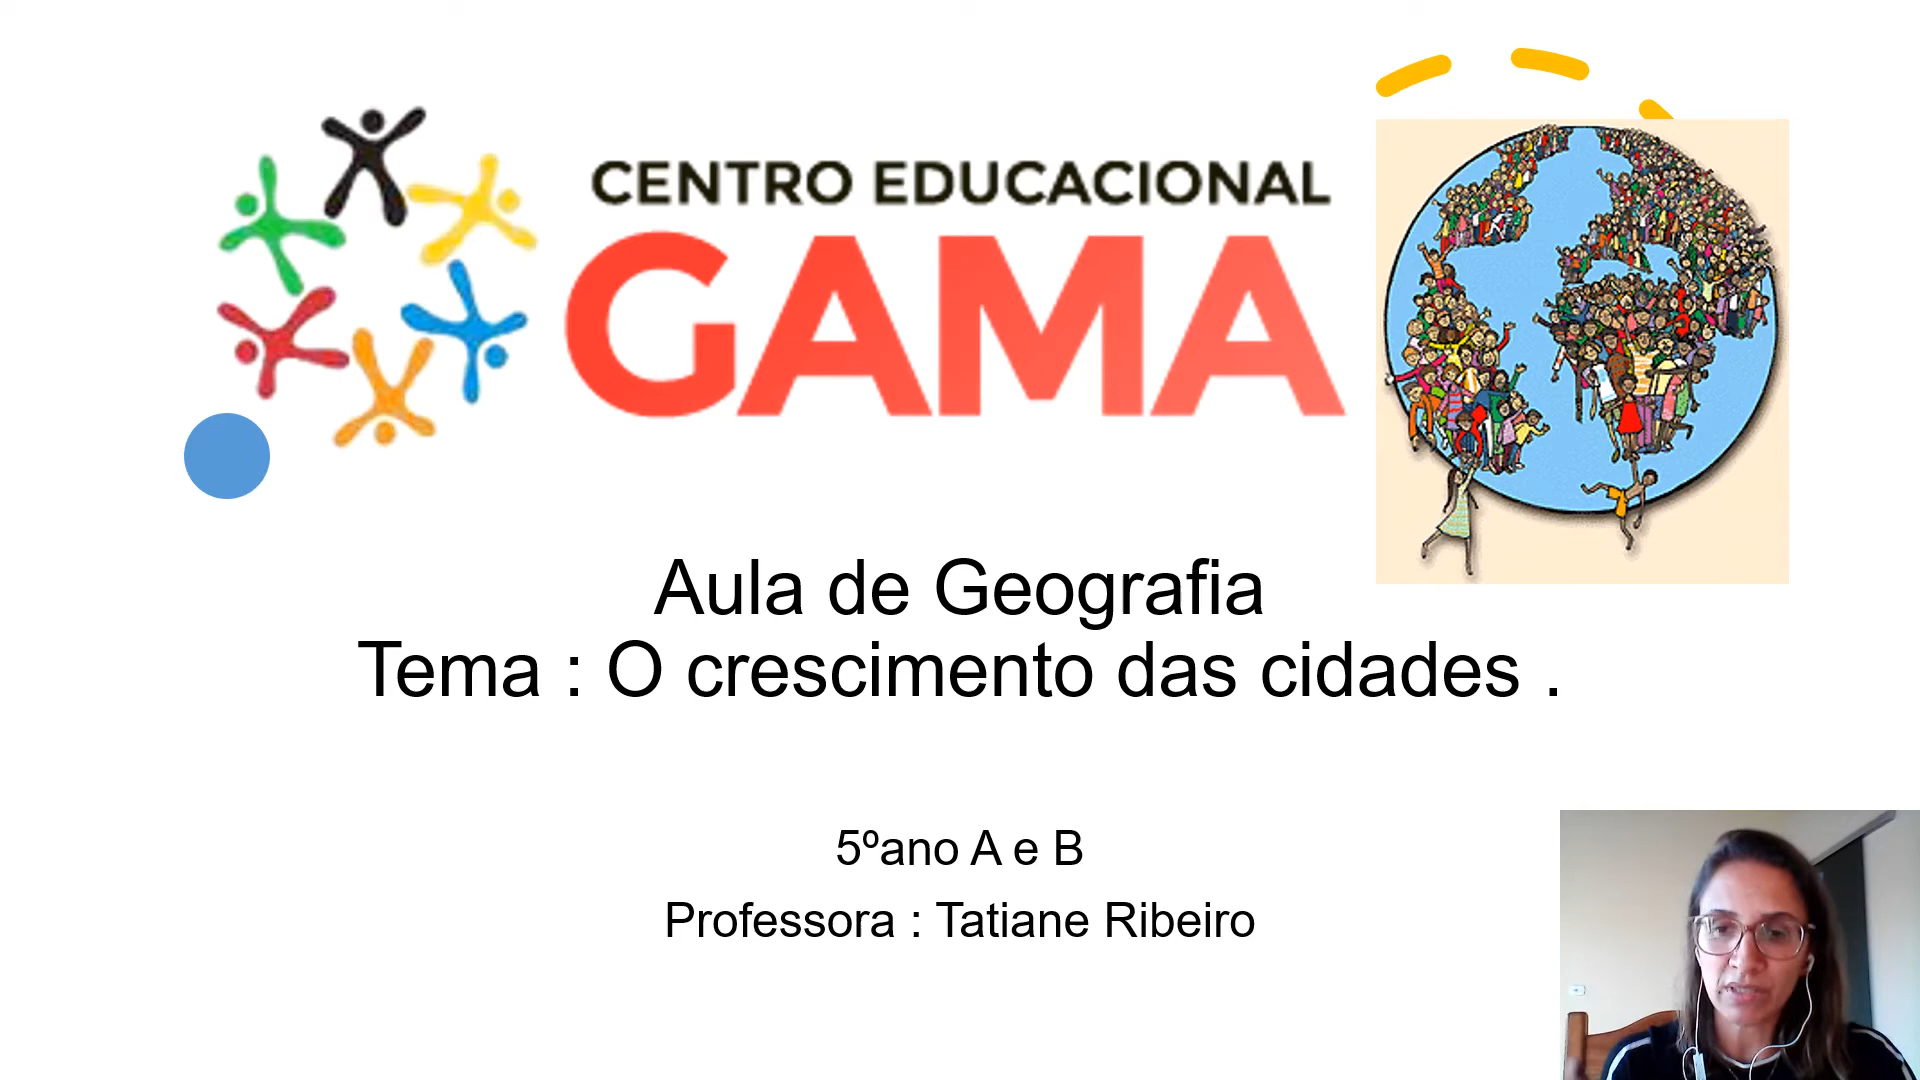 CENTRO EDUCACIONAL
GAMA
Aula de Geografia
Tema : O crescimento das cidades .
5ºano A e B
Professora : Tatiane Ribeiro